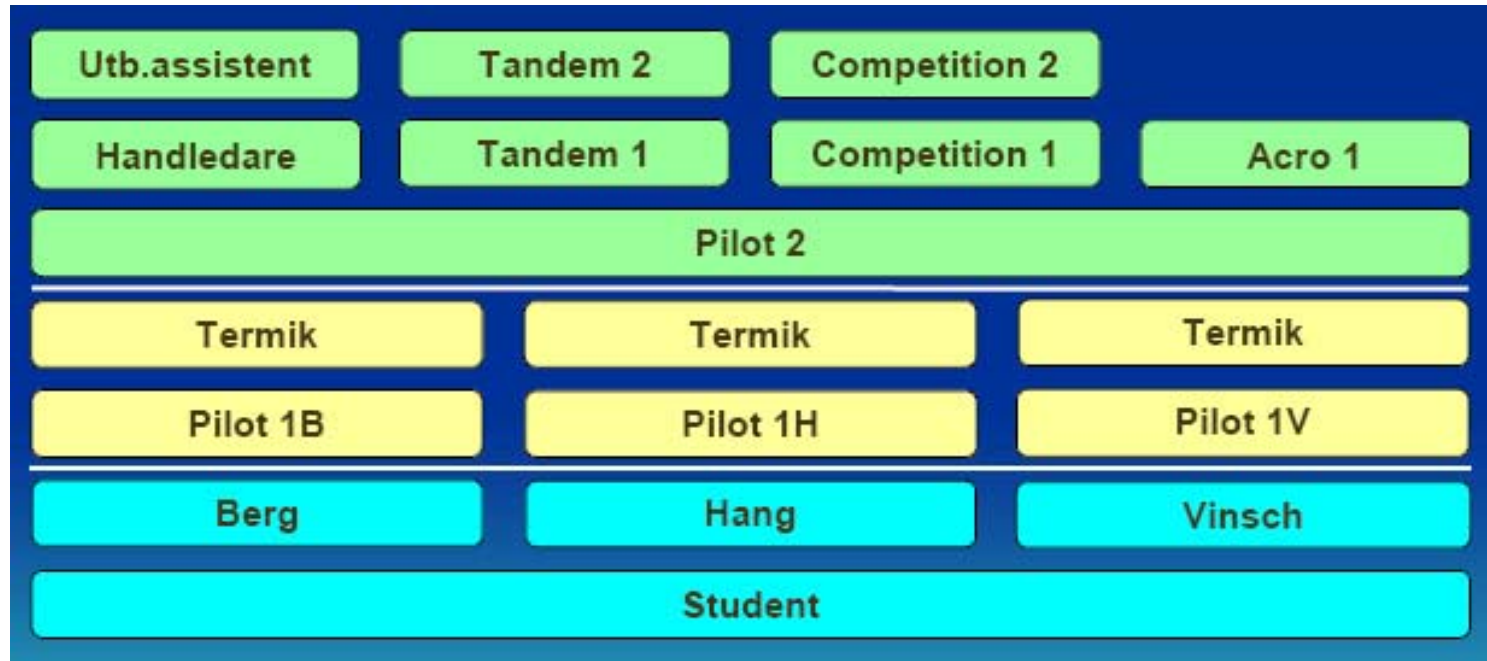 Utb.assistent Tandem 2 Competition 2
Handledare Tandem 1 Competition 1 Acro 1
Pilot 2
Termik Termik Termik
Pilot 1B Pilot 1H Pilot 1V
Berg Hang Vinsch
Student